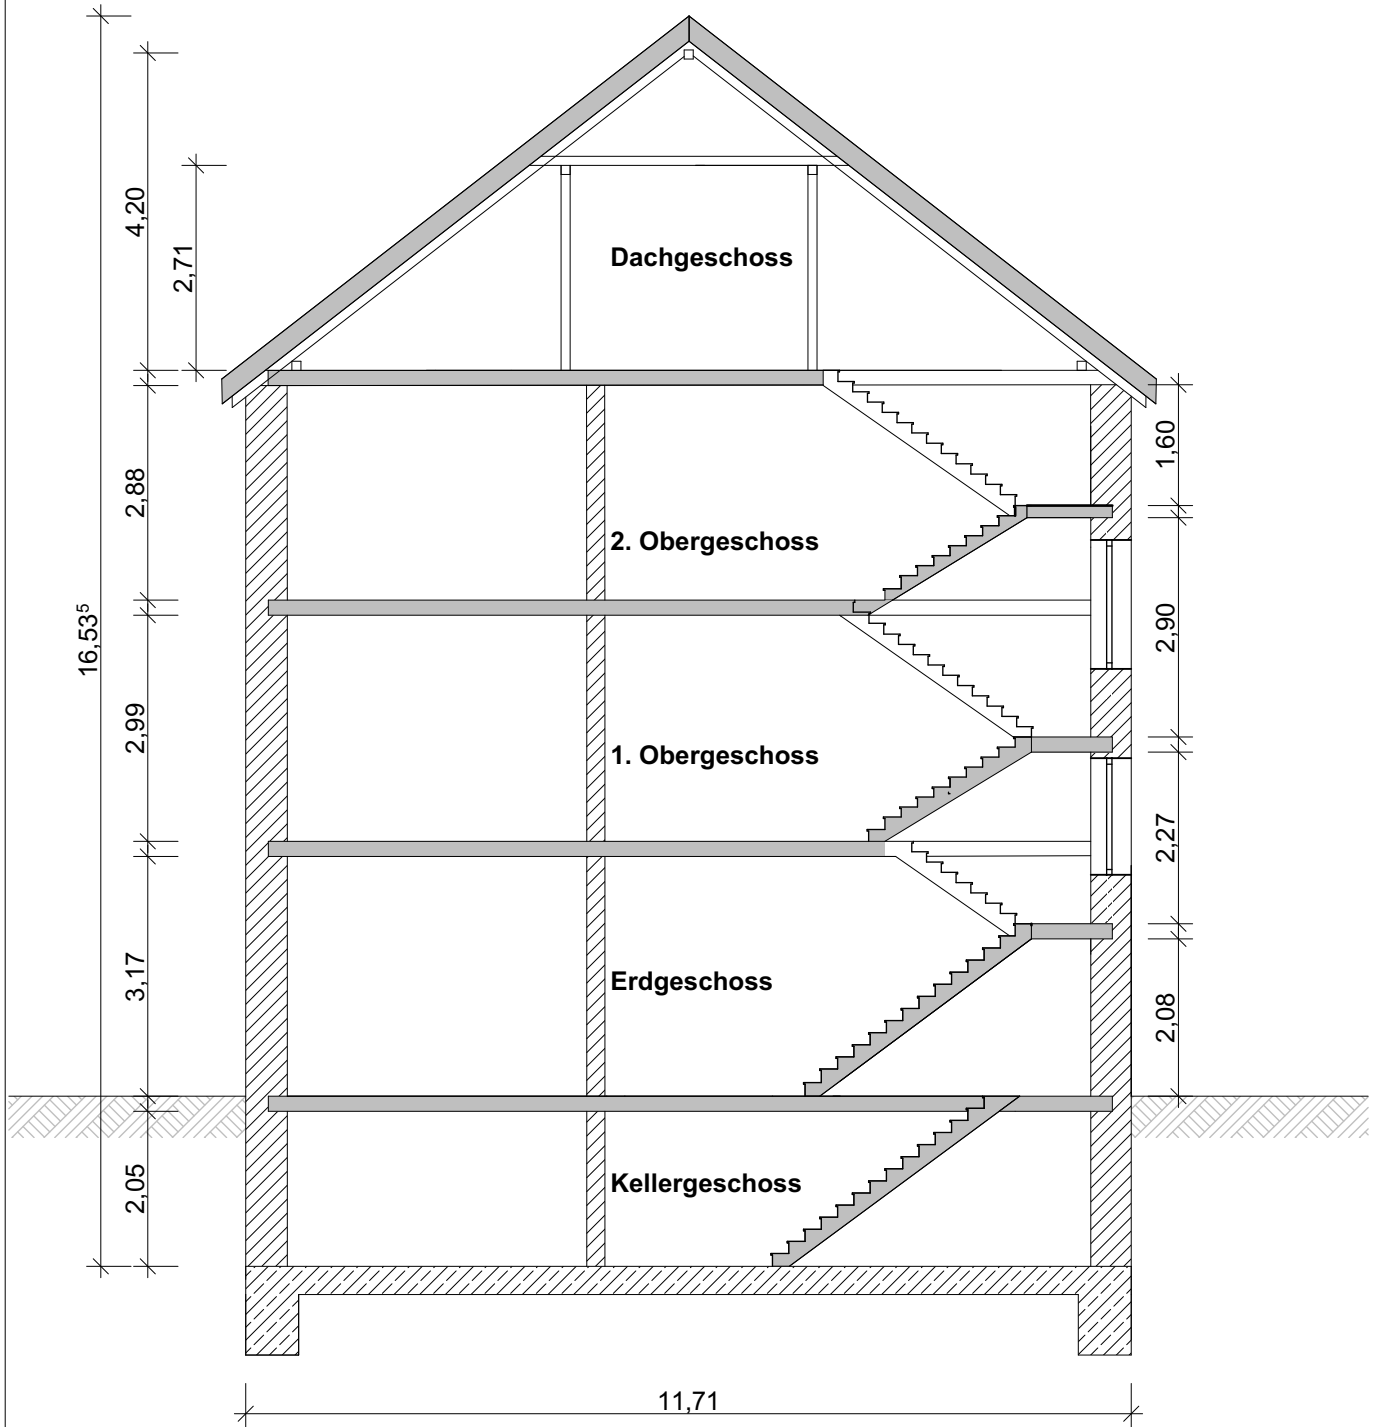 4,20
2,71
Dachgeschoss
1,60
2,88
2. Obergeschoss
16,53⁵
2,90
2,99
1. Obergeschoss
2,27
3,17
Erdgeschoss
2,08
2,05
Kellergeschoss
11,71